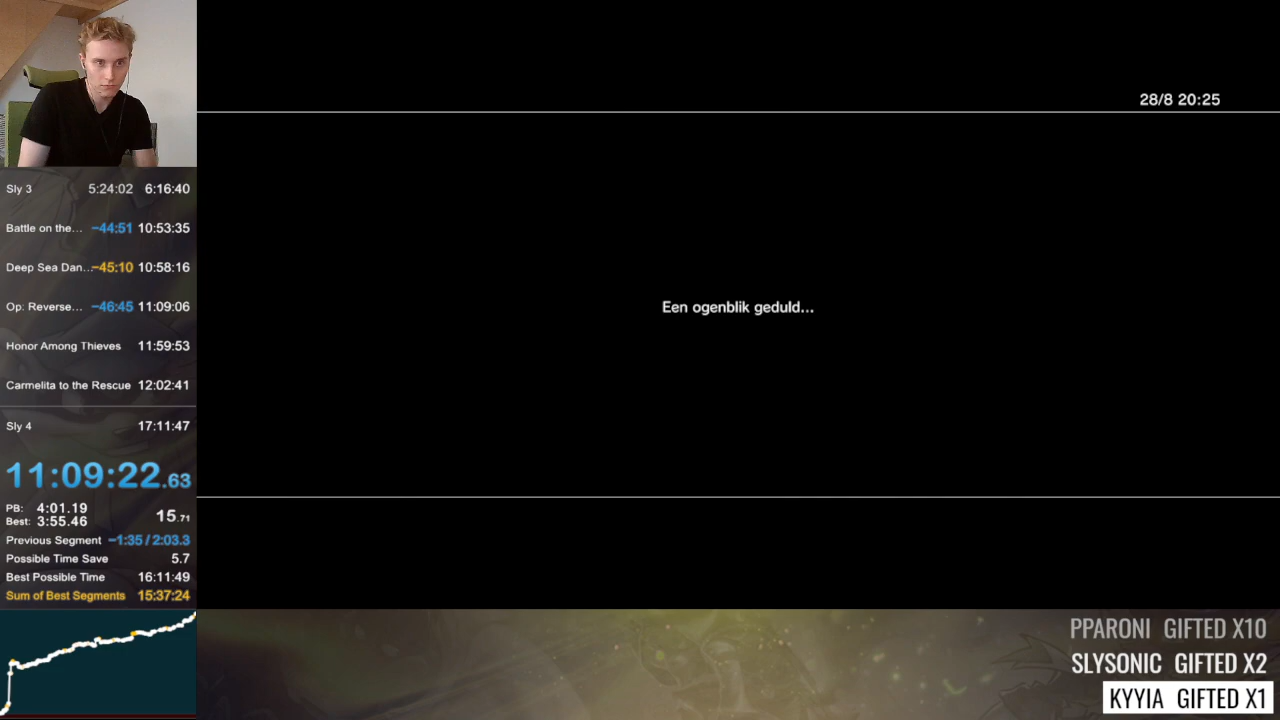 28/8 20:25
Sly 3 5:24:02 6:16:40
Battle on the... −44:51 10:53:35
Deep Sea Dan... −45:10 10:58:16
Op: Reverse... −46:45 11:09:06
Honor Among Thieves 11:59:53
Carmelita to the Rescue 12:02:41
Sly 4 17:11:47
11:09:22.63
PB: 4:01.19
Best: 3:55.46
15.71
Previous Segment −1:35 / 2:03.3
Possible Time Save 5.7
Best Possible Time 16:11:49
Sum of Best Segments 15:37:24
Een ogenblik geduld...
PPARONI GIFTED X10
SLYSONIC GIFTED X2
KYYIA GIFTED X1